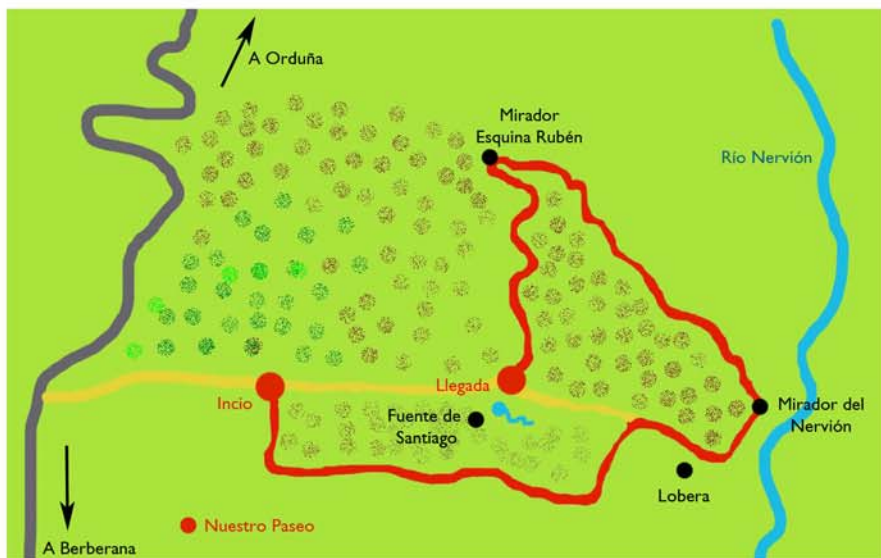 A Orduña
Mirador
Esquina Rubén
Río Nervión
Incio
Llegada
Fuente de
Santiago
Mirador del
Nervión
Lobera
Nuestro Paseo
A Berberana